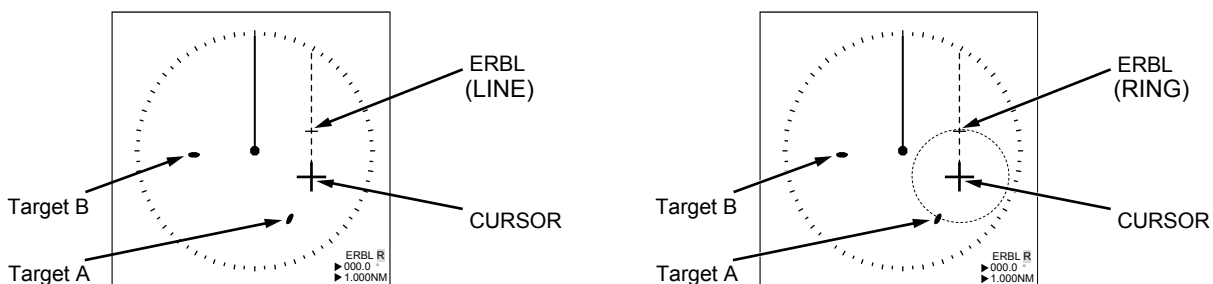 ERBL
(LINE)
Target B
CURSOR
Target A
ERBL R
▶000.0 °
▶1.000NM
ERBL
(RING)
Target B
CURSOR
Target A
ERBL R
▶000.0 °
▶1.000NM